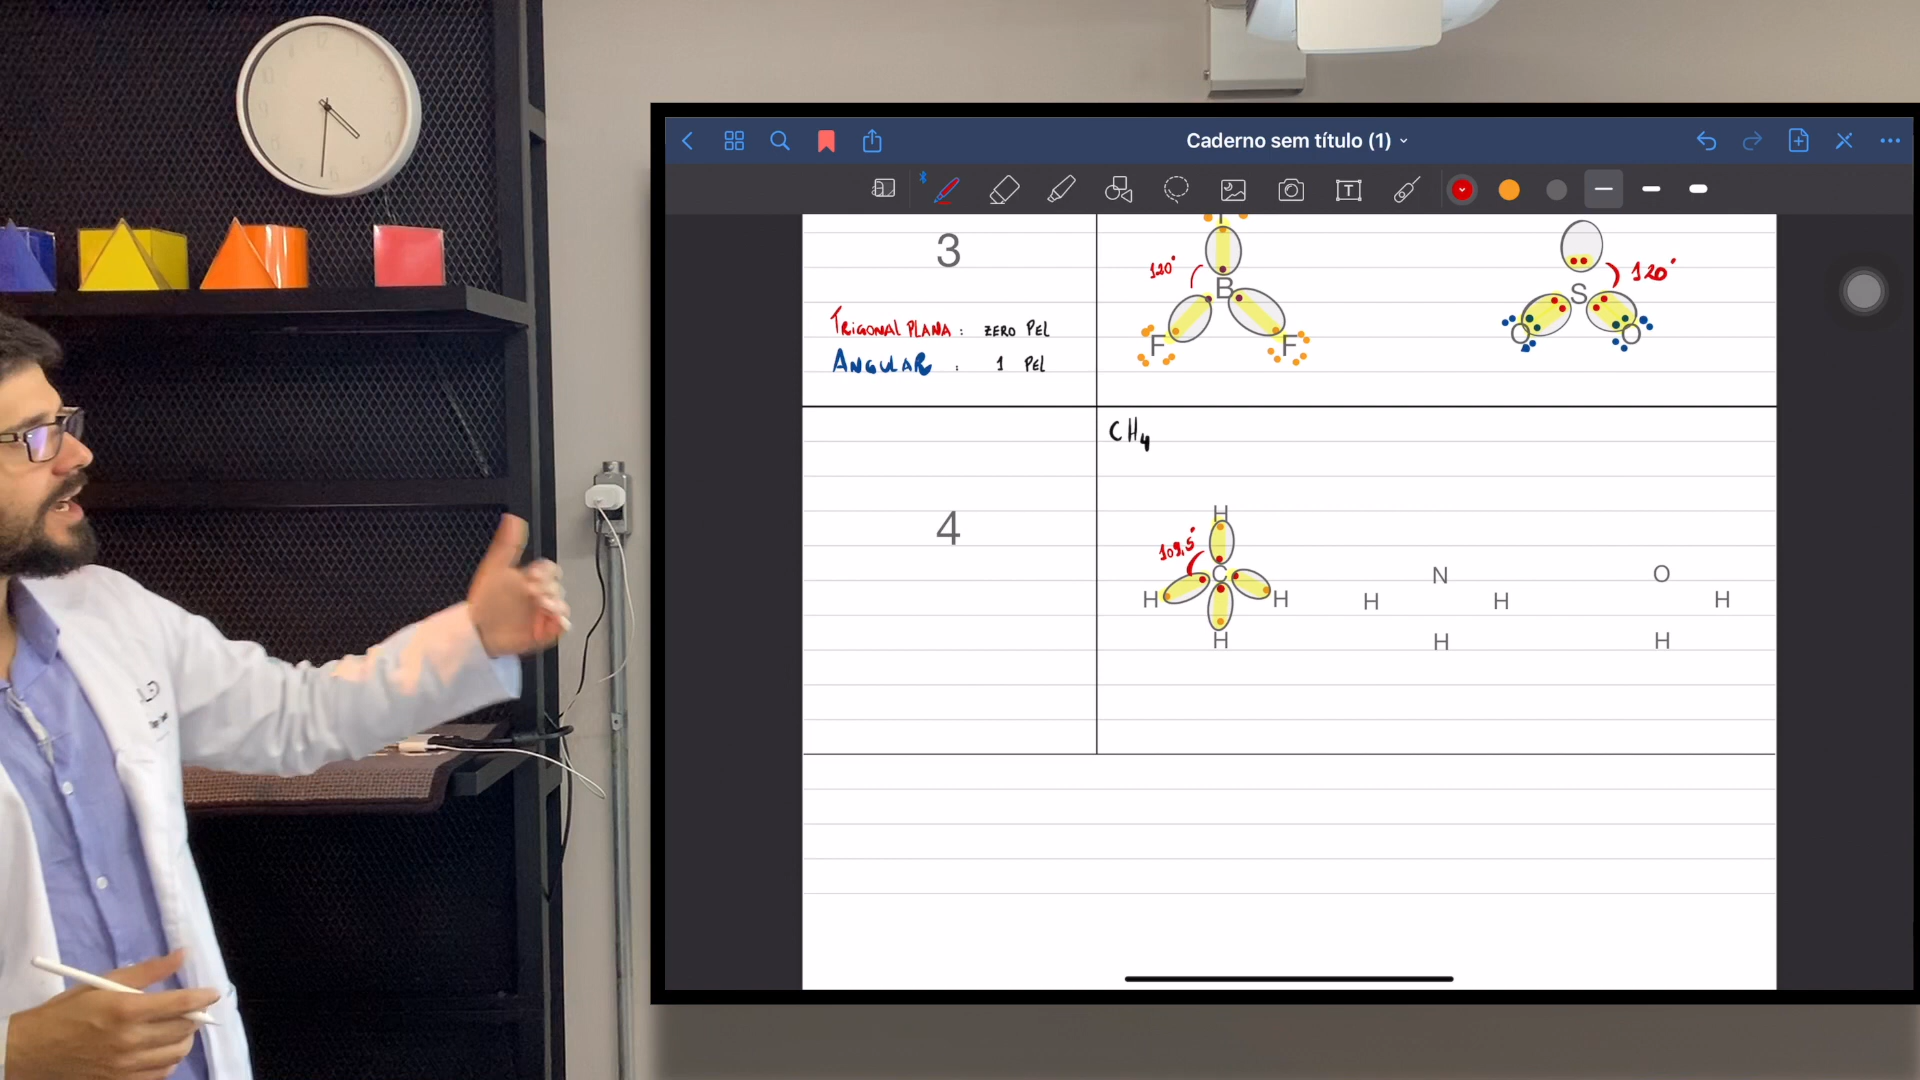 Caderno sem título (1)
T
3
120°
B
F
F
S
120°
O
O
TRIGONAL PLANA : ZERO PEL
ANGULAR : 1 PEL
CH4
4
H
109,5°
C
H
H
H
N
H
H
H
O
H
H